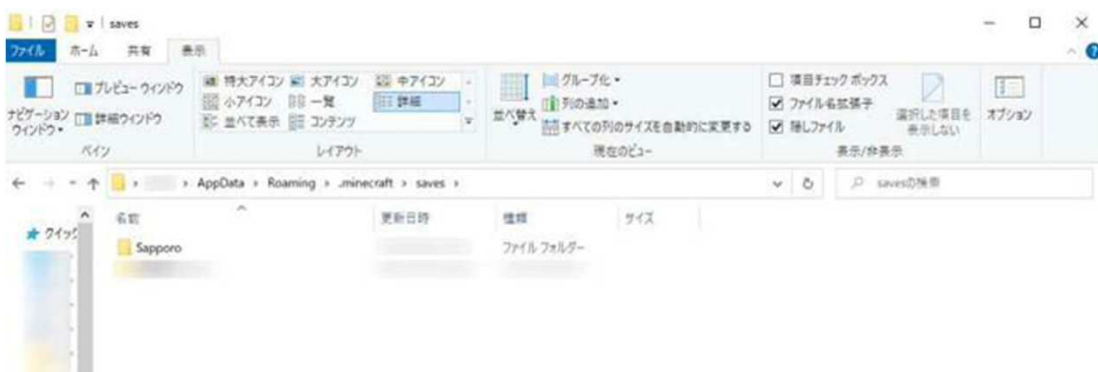 saves
ファイル ホーム 共有 表示
ナビゲーション ウィンドウ
プレビュー ウィンドウ
詳細ウィンドウ
ペイン
特大アイコン 大アイコン 中アイコン
小アイコン 一覧 詳細
並べて表示 コンテンツ
レイアウト
並べ替え
グループ化
列の追加
すべての列のサイズを自動的に変更する
現在のビュー
項目チェック ボックス
ファイル名拡張子
隠しファイル
選択した項目を
表示しない
表示/非表示
オプション
AppData › Roaming › .minecraft › saves ›
savesの検索
クイック
名前 更新日時 種類 サイズ
Sapporo ファイル フォルダー